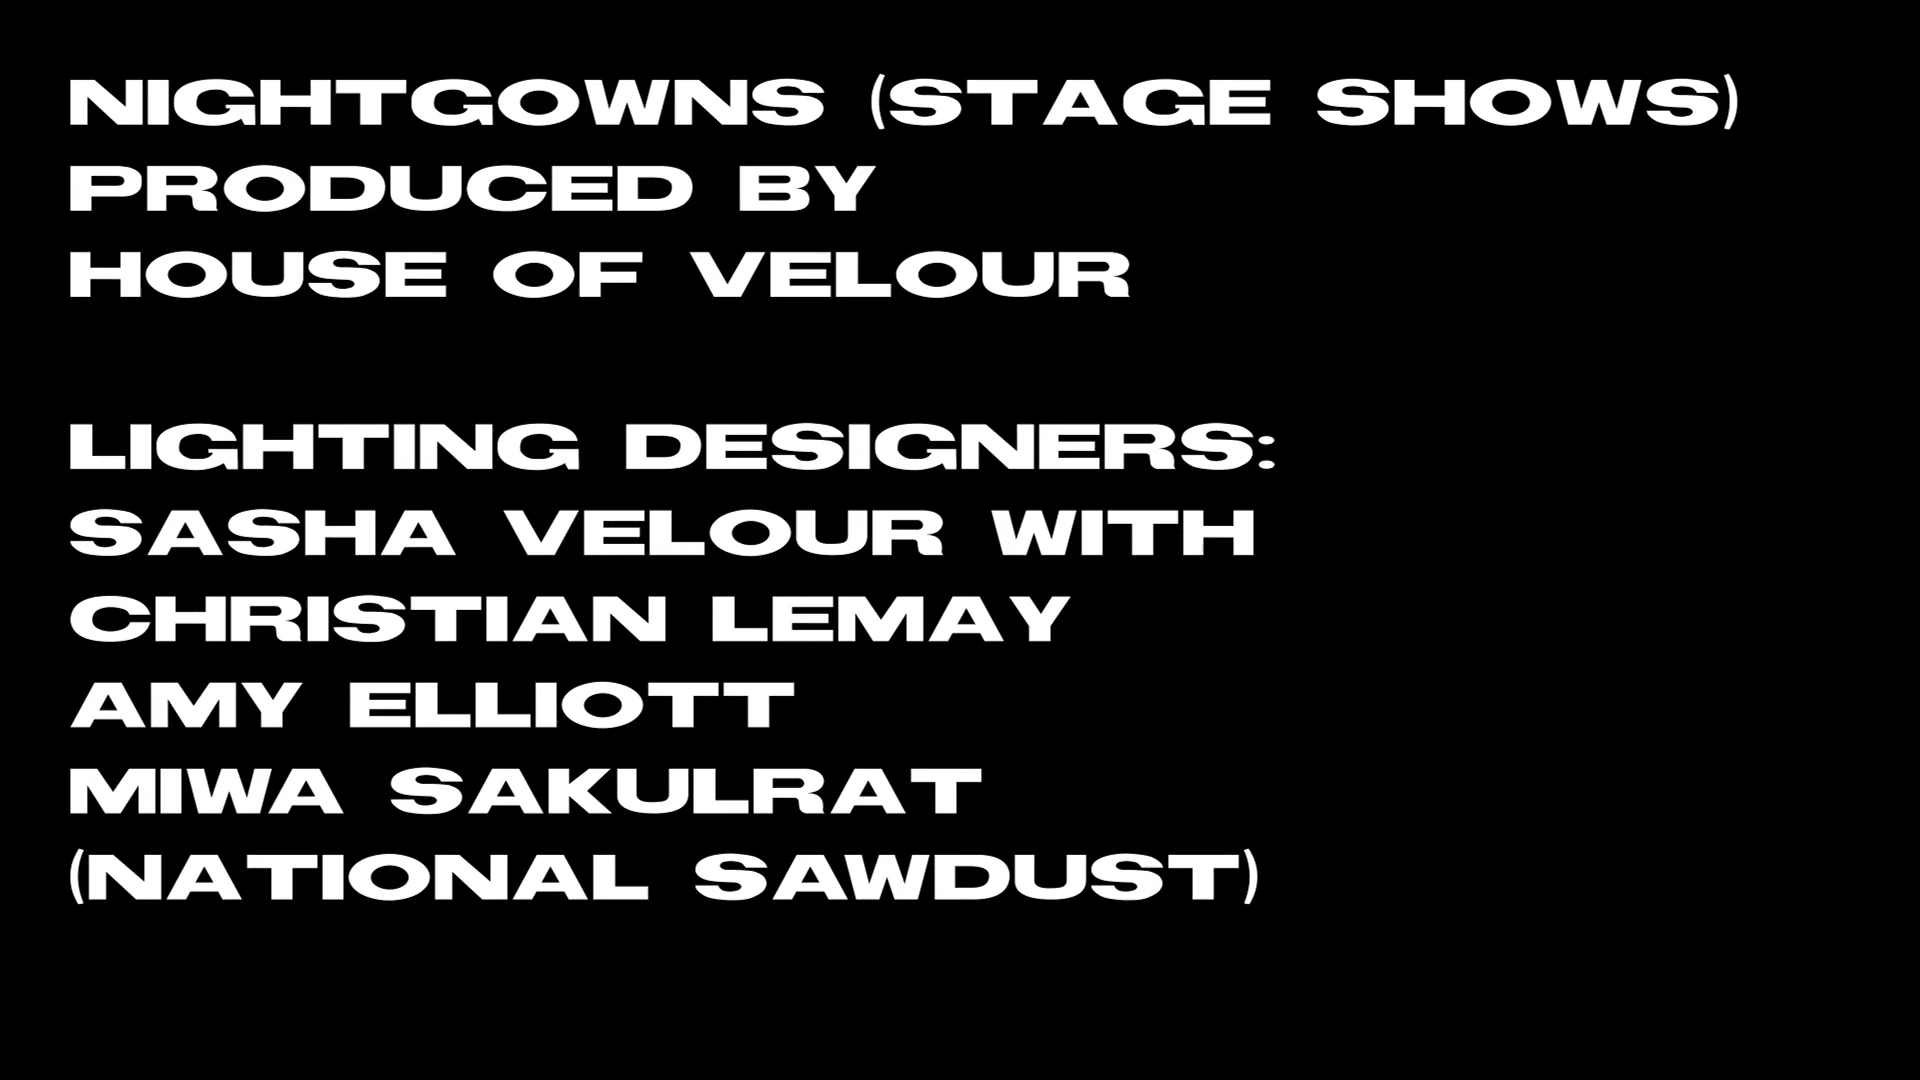 NIGHTGOWNS (STAGE SHOWS)
PRODUCED BY
HOUSE OF VELOUR
LIGHTING DESIGNERS:
SASHA VELOUR WITH
CHRISTIAN LEMAY
AMY ELLIOTT
MIWA SAKULRAT
(NATIONAL SAWDUST)